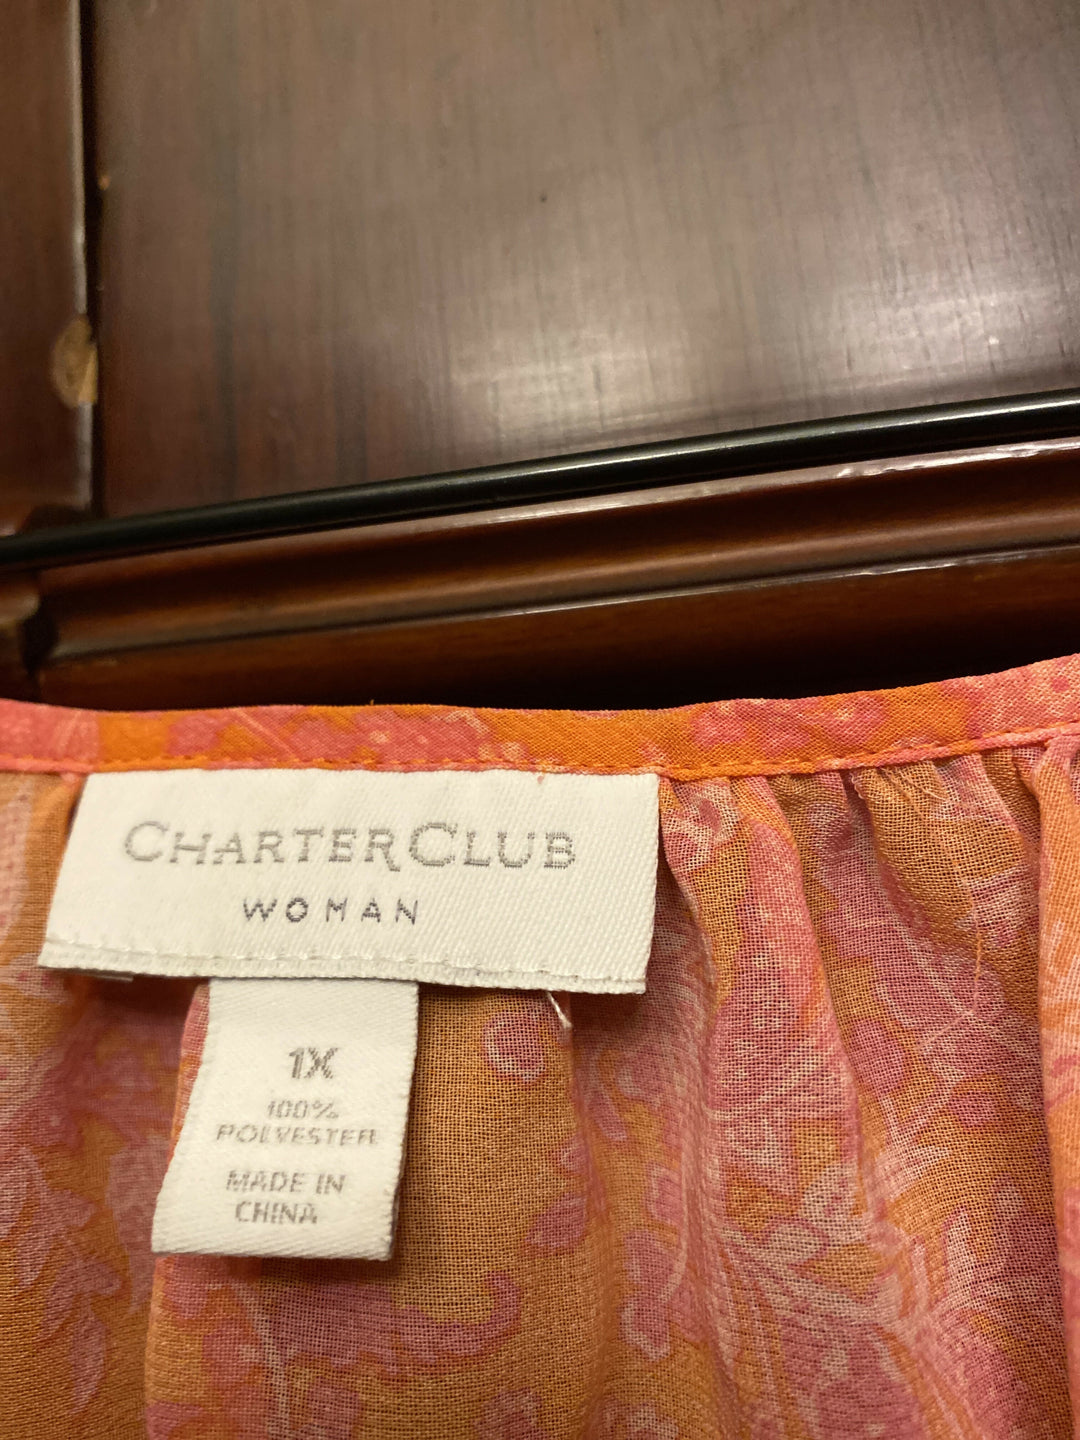 CHARTER CLUB
WOMAN
1X
100%
POLYESTER
MADE IN
CHINA